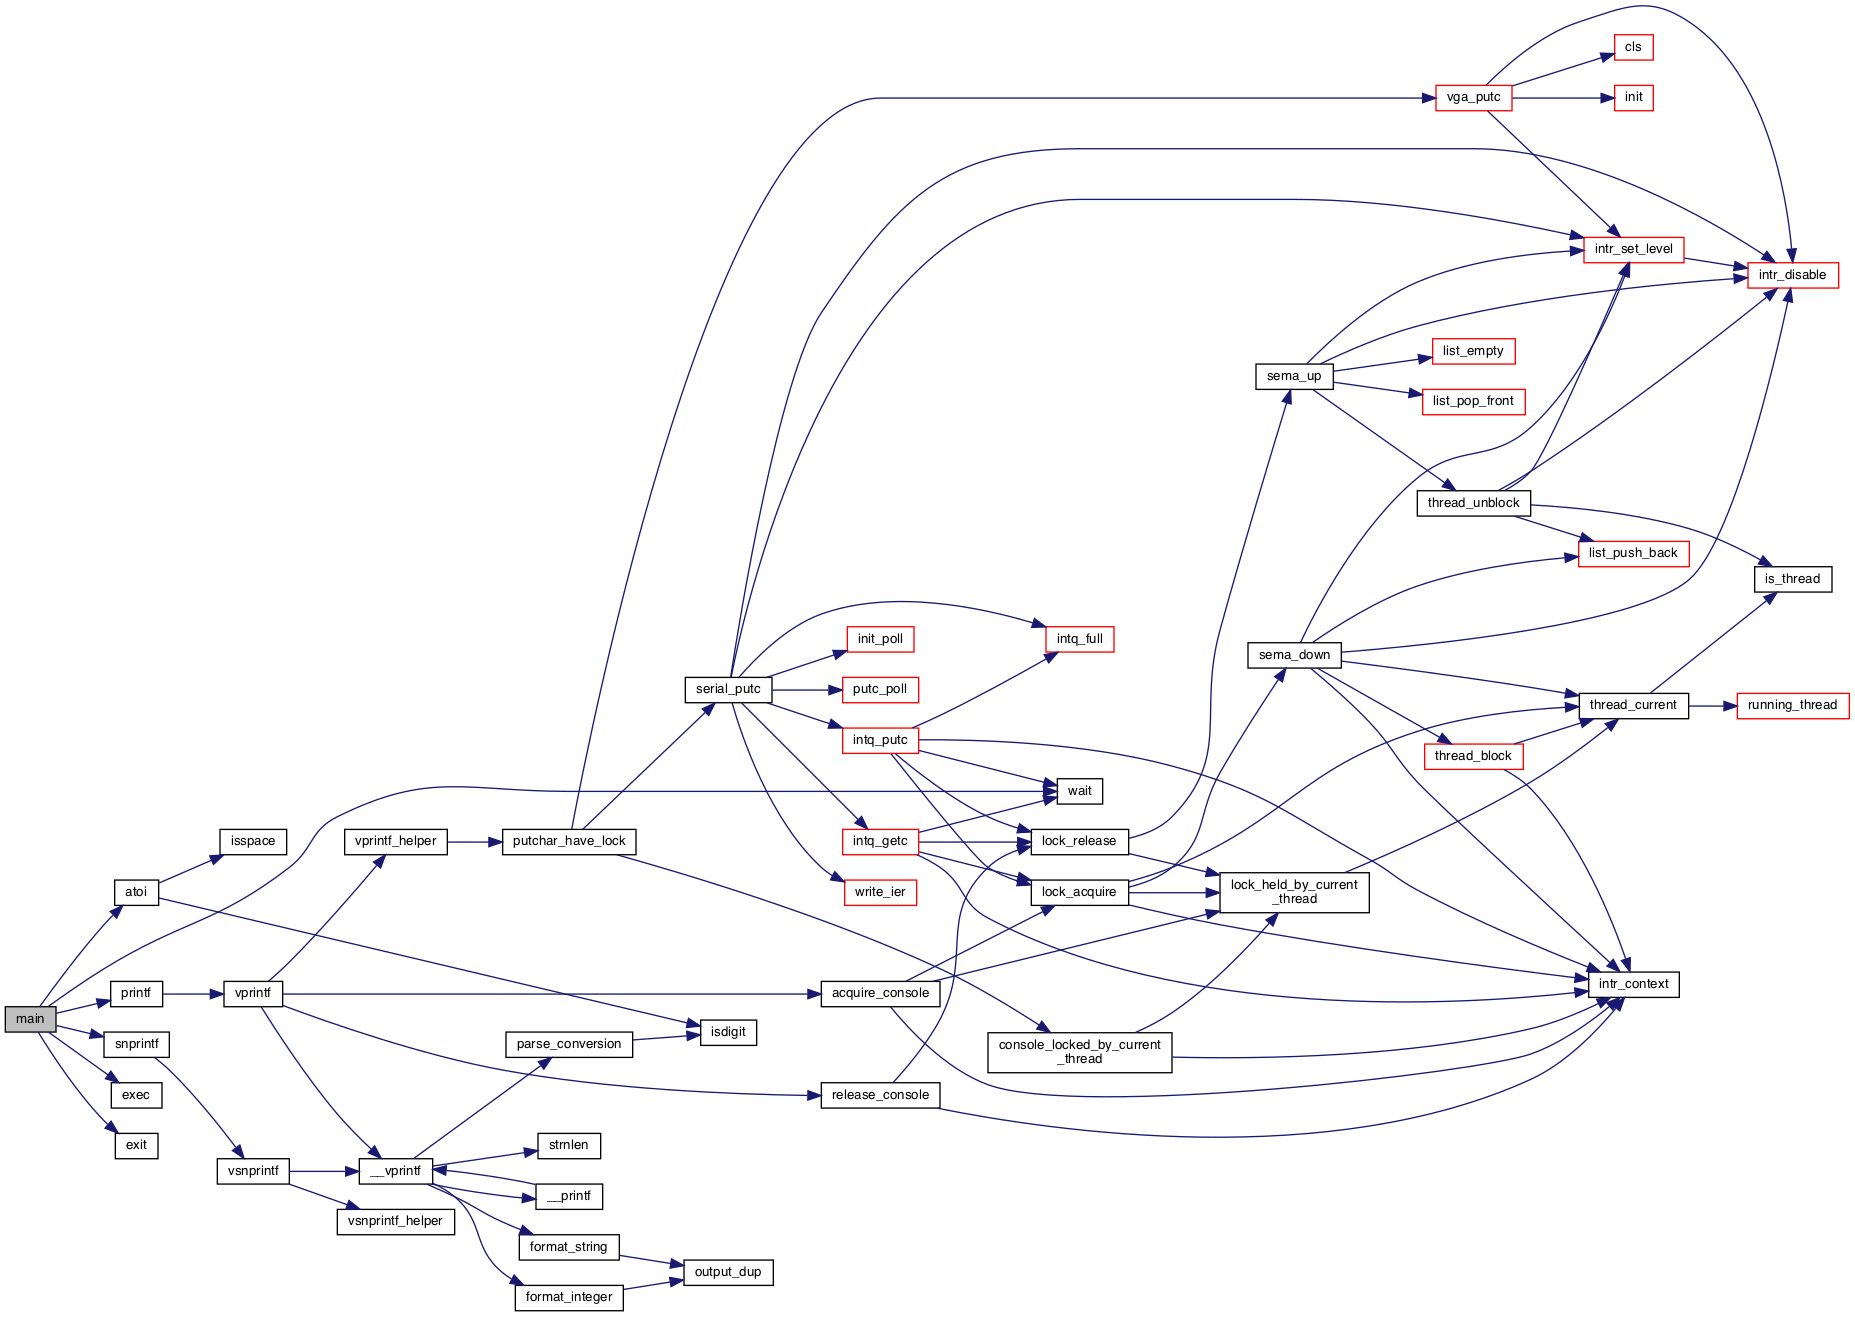 cls
vga_putc
init
intr_set_level
intr_disable
list_empty
sema_up
list_pop_front
thread_unblock
list_push_back
is_thread
init_poll
intq_full
sema_down
serial_putc
putc_poll
thread_current
running_thread
intq_putc
thread_block
wait
isspace
vprintf_helper
putchar_have_lock
intq_getc
lock_release
atoi
write_ier
lock_acquire
lock_held_by_current
_thread
printf
vprintf
acquire_console
intr_context
main
snprintf
parse_conversion
isdigit
console_locked_by_current
_thread
exec
release_console
exit
strnlen
vsnprintf
__vprintf
__printf
vsnprintf_helper
format_string
output_dup
format_integer